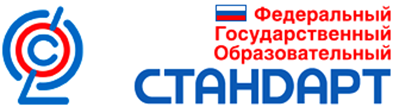 Федеральный
Государственный
Образовательный
СТАНДАРТ